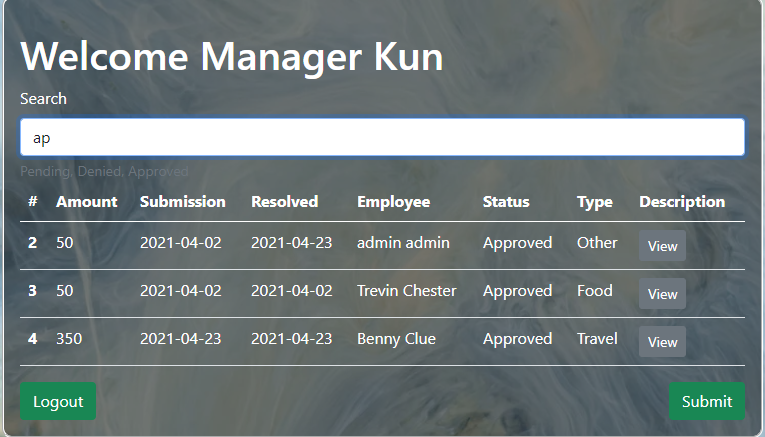 Welcome Manager Kun
Search
ap
Pending, Denied, Approved
# Amount Submission Resolved Employee Status Type Description
2 50 2021-04-02 2021-04-23 admin admin Approved Other View
3 50 2021-04-02 2021-04-02 Trevin Chester Approved Food View
4 350 2021-04-23 2021-04-23 Benny Clue Approved Travel View
Logout Submit